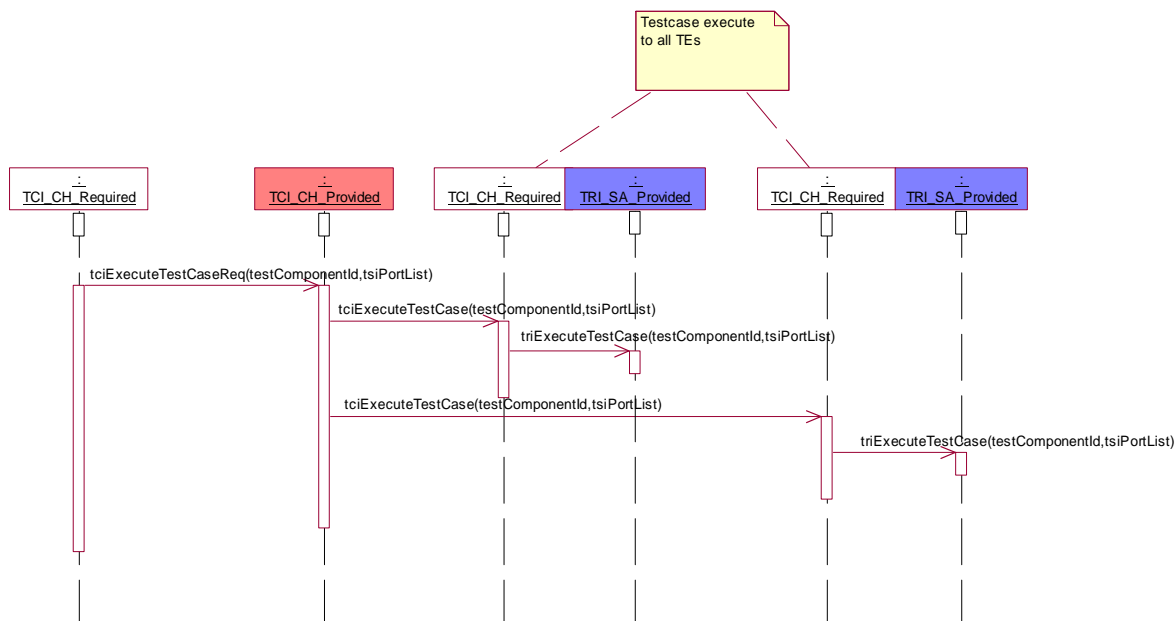 Testcase execute
to all TEs
:
TCI_CH_Required
:
TCI_CH_Provided
:
TCI_CH_Required
:
TRI_SA_Provided
:
TCI_CH_Required
:
TRI_SA_Provided
tciExecuteTestCaseReq(testComponentId,tsiPortList)
tciExecuteTestCase(testComponentId,tsiPortList)
triExecuteTestCase(testComponentId,tsiPortList)
tciExecuteTestCase(testComponentId,tsiPortList)
triExecuteTestCase(testComponentId,tsiPortList)